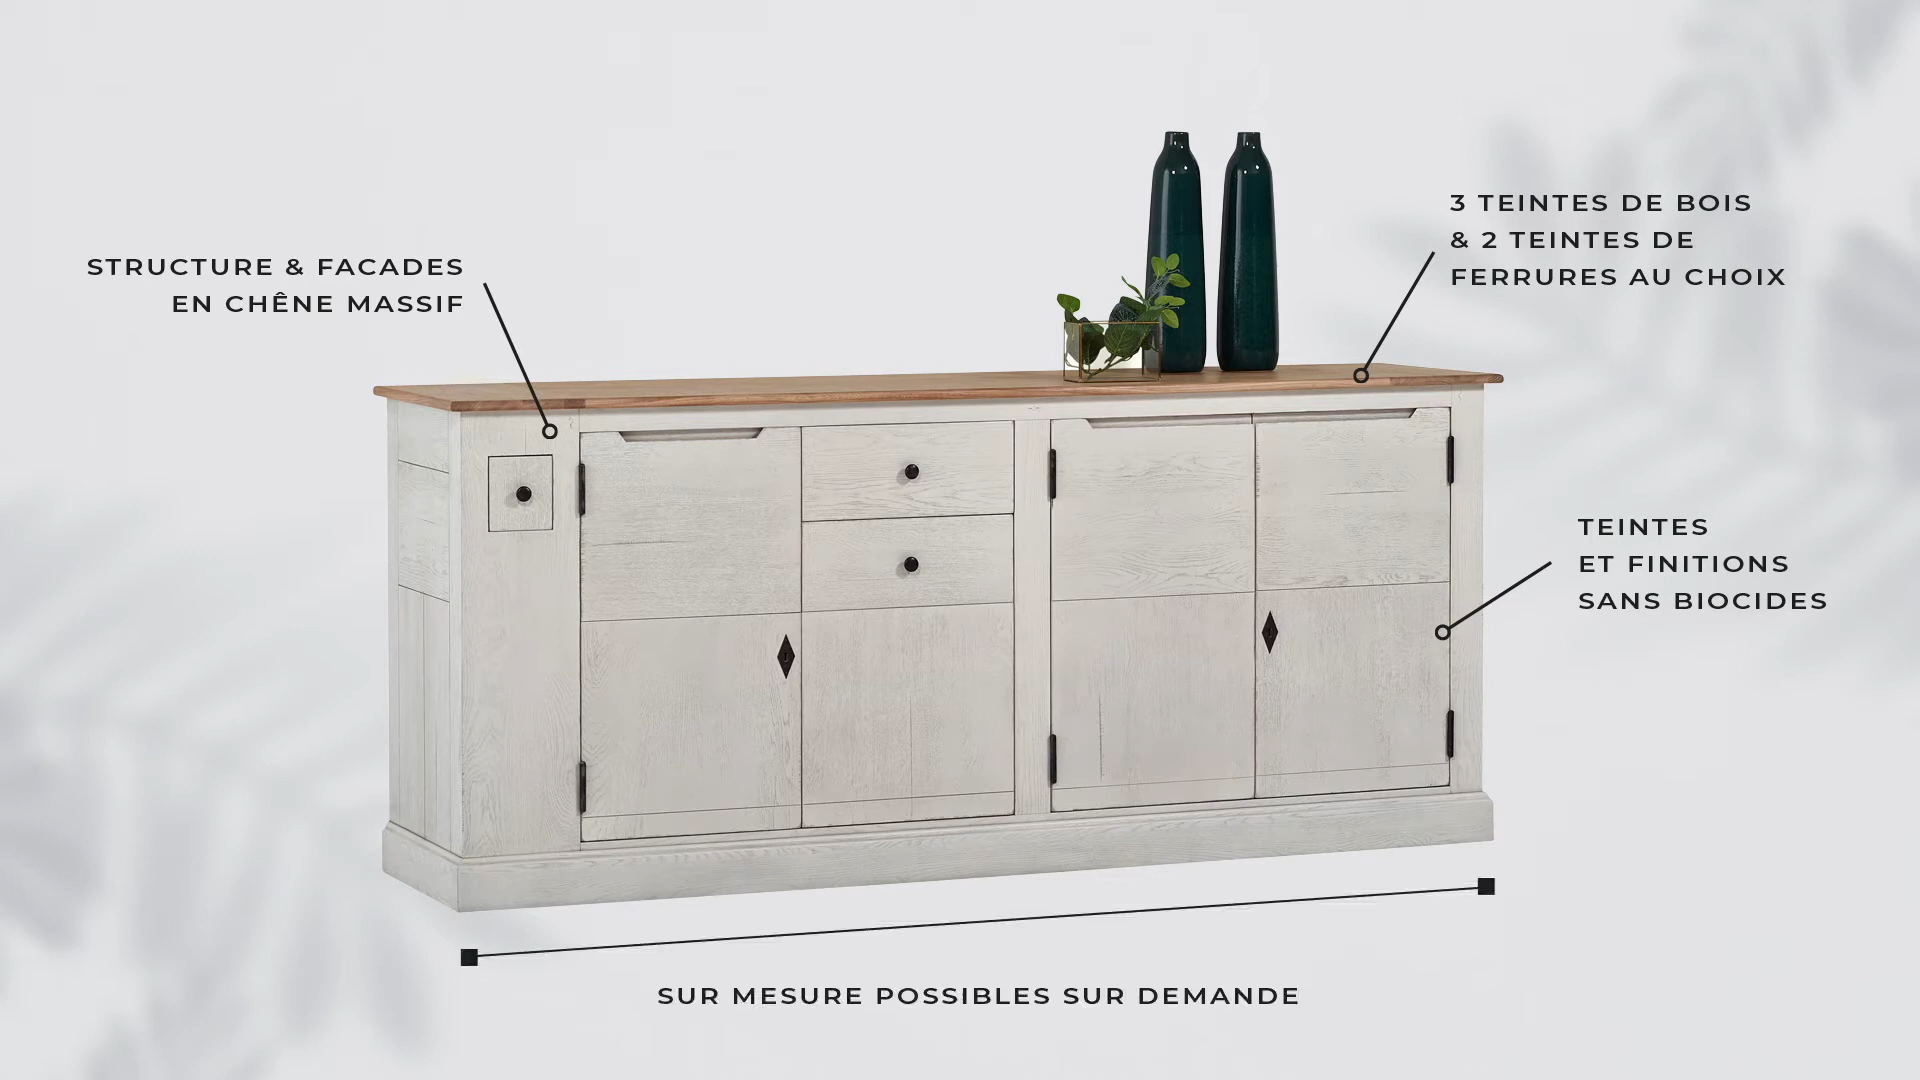 STRUCTURE & FACADES
EN CHÊNE MASSIF
3 TEINTES DE BOIS
& 2 TEINTES DE
FERRURES AU CHOIX
TEINTES
ET FINITIONS
SANS BIOCIDES
SUR MESURE POSSIBLES SUR DEMANDE